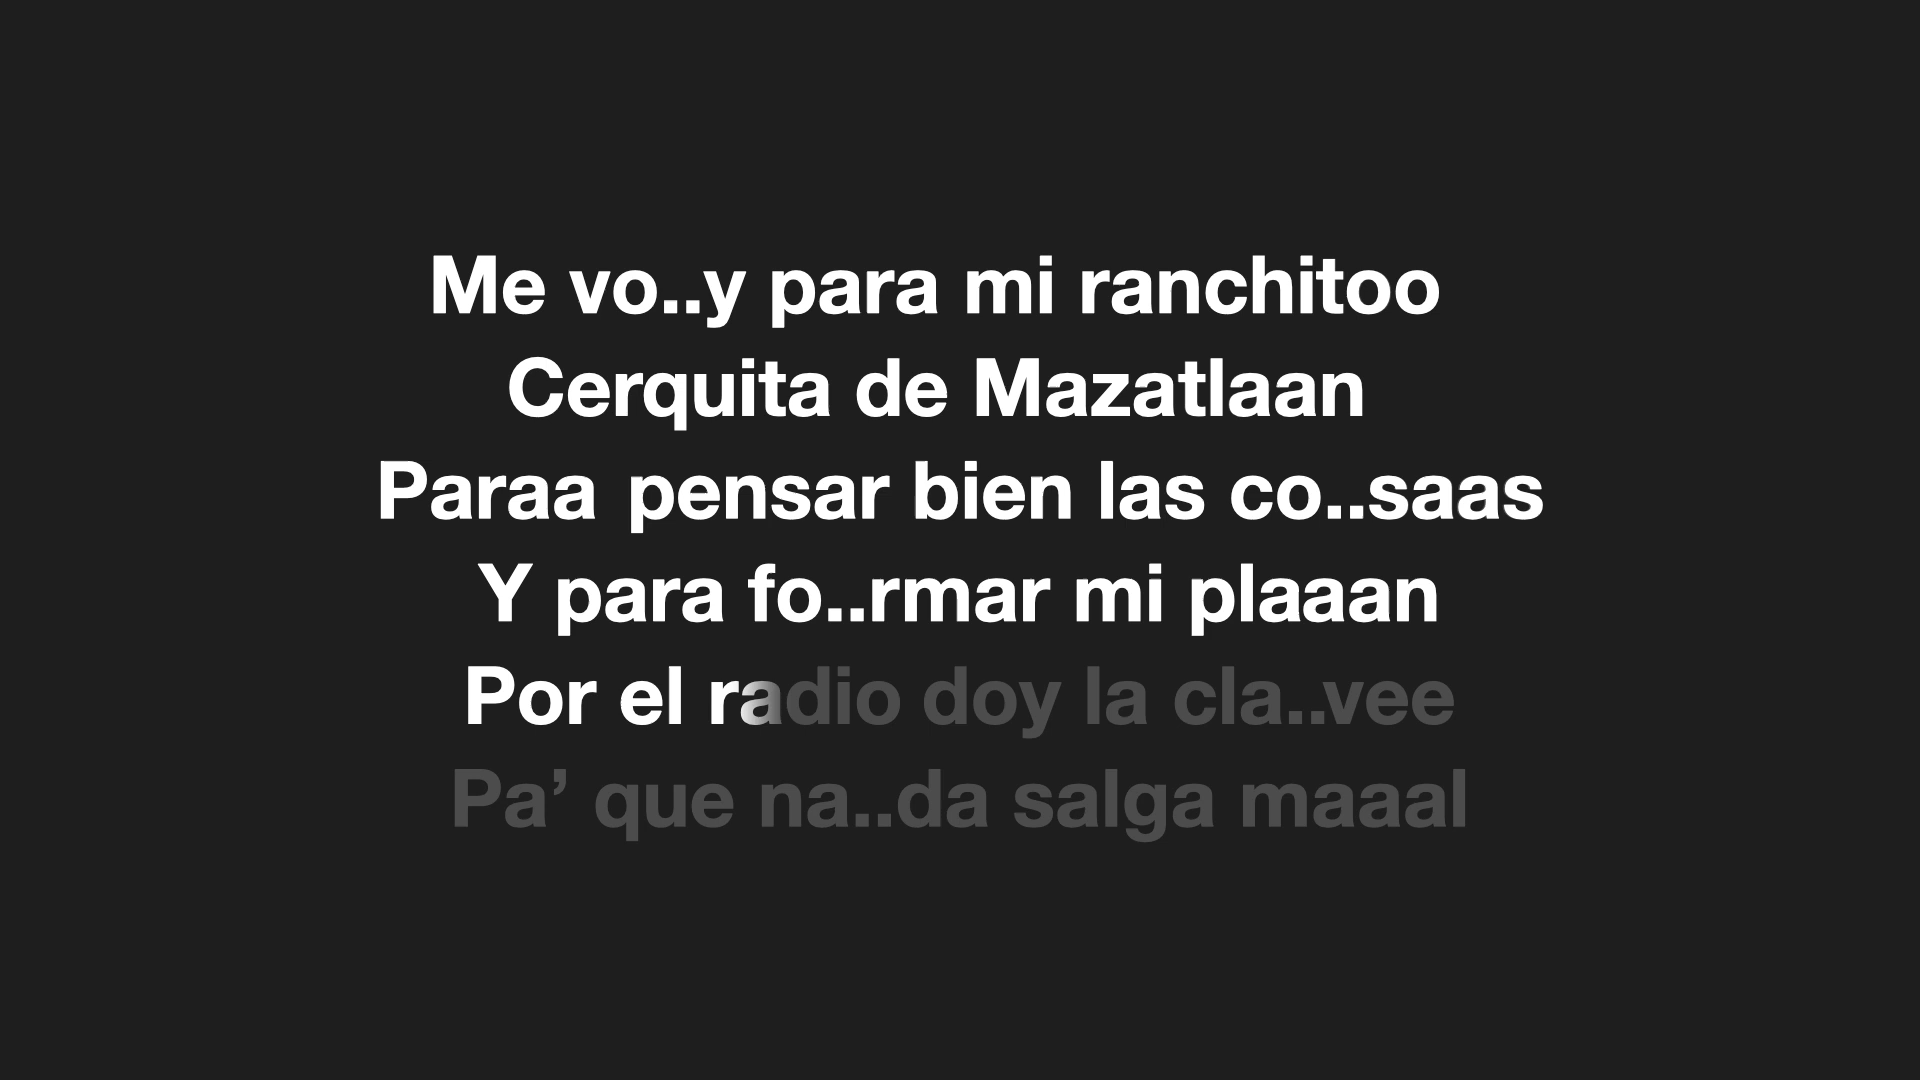 Me vo..y para mi ranchitoo
Cerquita de Mazatlaan
Paraa pensar bien las co..saas
Y para fo..rmar mi plaaan
Por el radio doy la cla..vee
Pa’ que na..da salga maaal